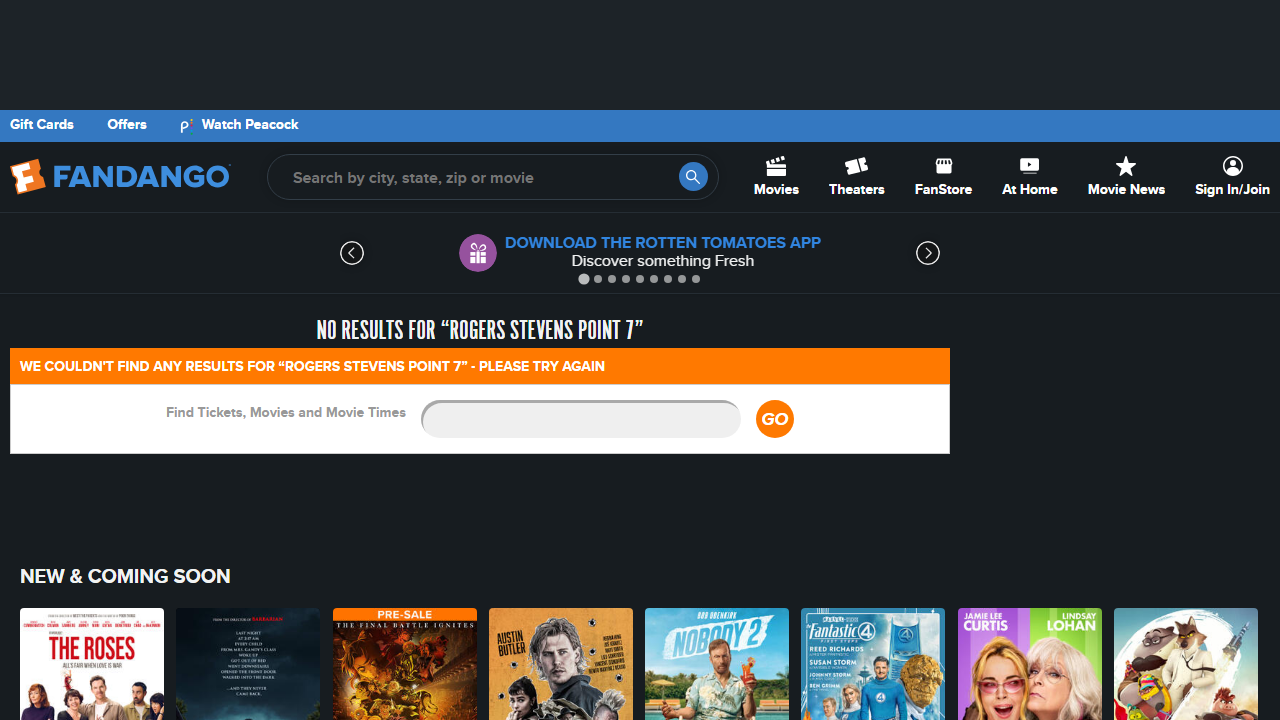 Gift Cards
Offers
Watch Peacock
FANDANGO
Search by city, state, zip or movie
Movies
Theaters
FanStore
At Home
Movie News
Sign In/Join
DOWNLOAD THE ROTTEN TOMATOES APP
Discover something Fresh
NO RESULTS FOR “ROGERS STEVENS POINT 7”
WE COULDN'T FIND ANY RESULTS FOR “ROGERS STEVENS POINT 7” - PLEASE TRY AGAIN
Find Tickets, Movies and Movie Times
GO
NEW & COMING SOON
THE ROSES
ALL'S FAIR WHEN LOVE IS WAR
FROM THE DIRECTOR OF BARBARIAN
LAST NIGHT
AT 2:17 AM
EVERY CHILD
FROM MRS. GANDY'S CLASS
WOKE UP
GOT OUT OF BED
WENT DOWNSTAIRS
OPENED THE FRONT DOOR
WALKED INTO THE DARK
...AND THEY NEVER
CAME BACK.
PRE-SALE
THE FINAL BATTLE IGNITES
AUSTIN
BUTLER
BOB ODENKIRK
NOBODY 2
Fantastic 4
FIRST STEPS
REED RICHARDS
SUSAN STORM
JOHNNY STORM
BEN GRIMM
JAMIE LEE
CURTIS
LINDSAY
LOHAN